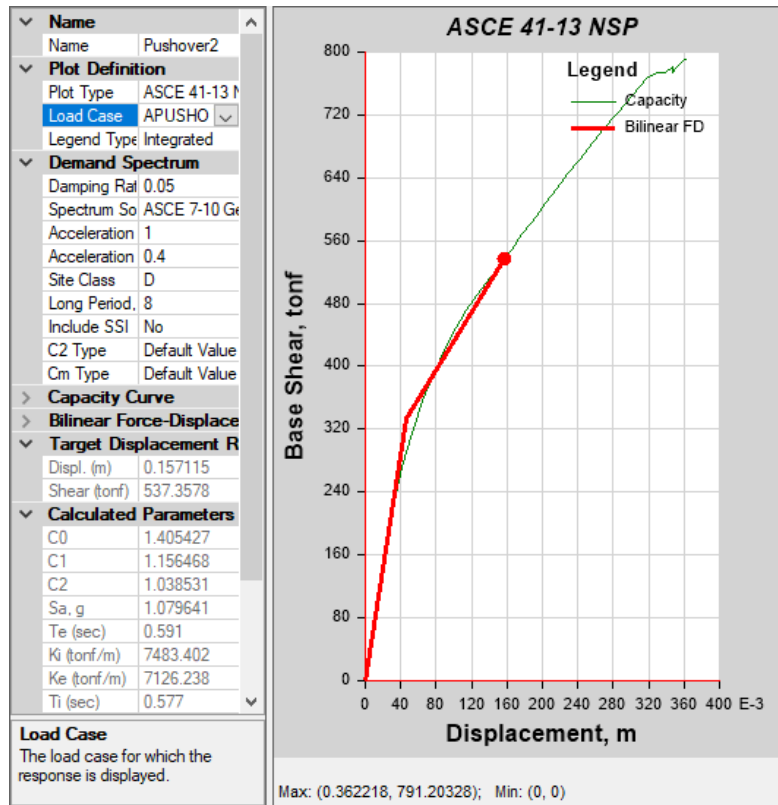 Name
Name Pushover2
Plot Definition
Plot Type ASCE 41-13 N
Load Case APUSHO
Legend Type Integrated
Demand Spectrum
Damping Rat 0.05
Spectrum So ASCE 7-10 Ge
Acceleration 1
Acceleration 0.4
Site Class D
Long Period, 8
Include SSI No
C2 Type Default Value
Cm Type Default Value
Capacity Curve
Bilinear Force-Displace
Target Displacement R
Displ. (m) 0.157115
Shear (tonf) 537.3578
Calculated Parameters
C0 1.405427
C1 1.156468
C2 1.038531
Sa, g 1.079641
Te (sec) 0.591
Ki (tonf/m) 7483.402
Ke (tonf/m) 7126.238
Ti (sec) 0.577
Load Case
The load case for which the
response is displayed.
ASCE 41-13 NSP
Legend
Capacity
Bilinear FD
Base Shear, tonf
800
720
640
560
480
400
320
240
160
80
0
0 40 80 120 160 200 240 280 320 360 400 E-3
Displacement, m
Max: (0.362218, 791.20328); Min: (0, 0)